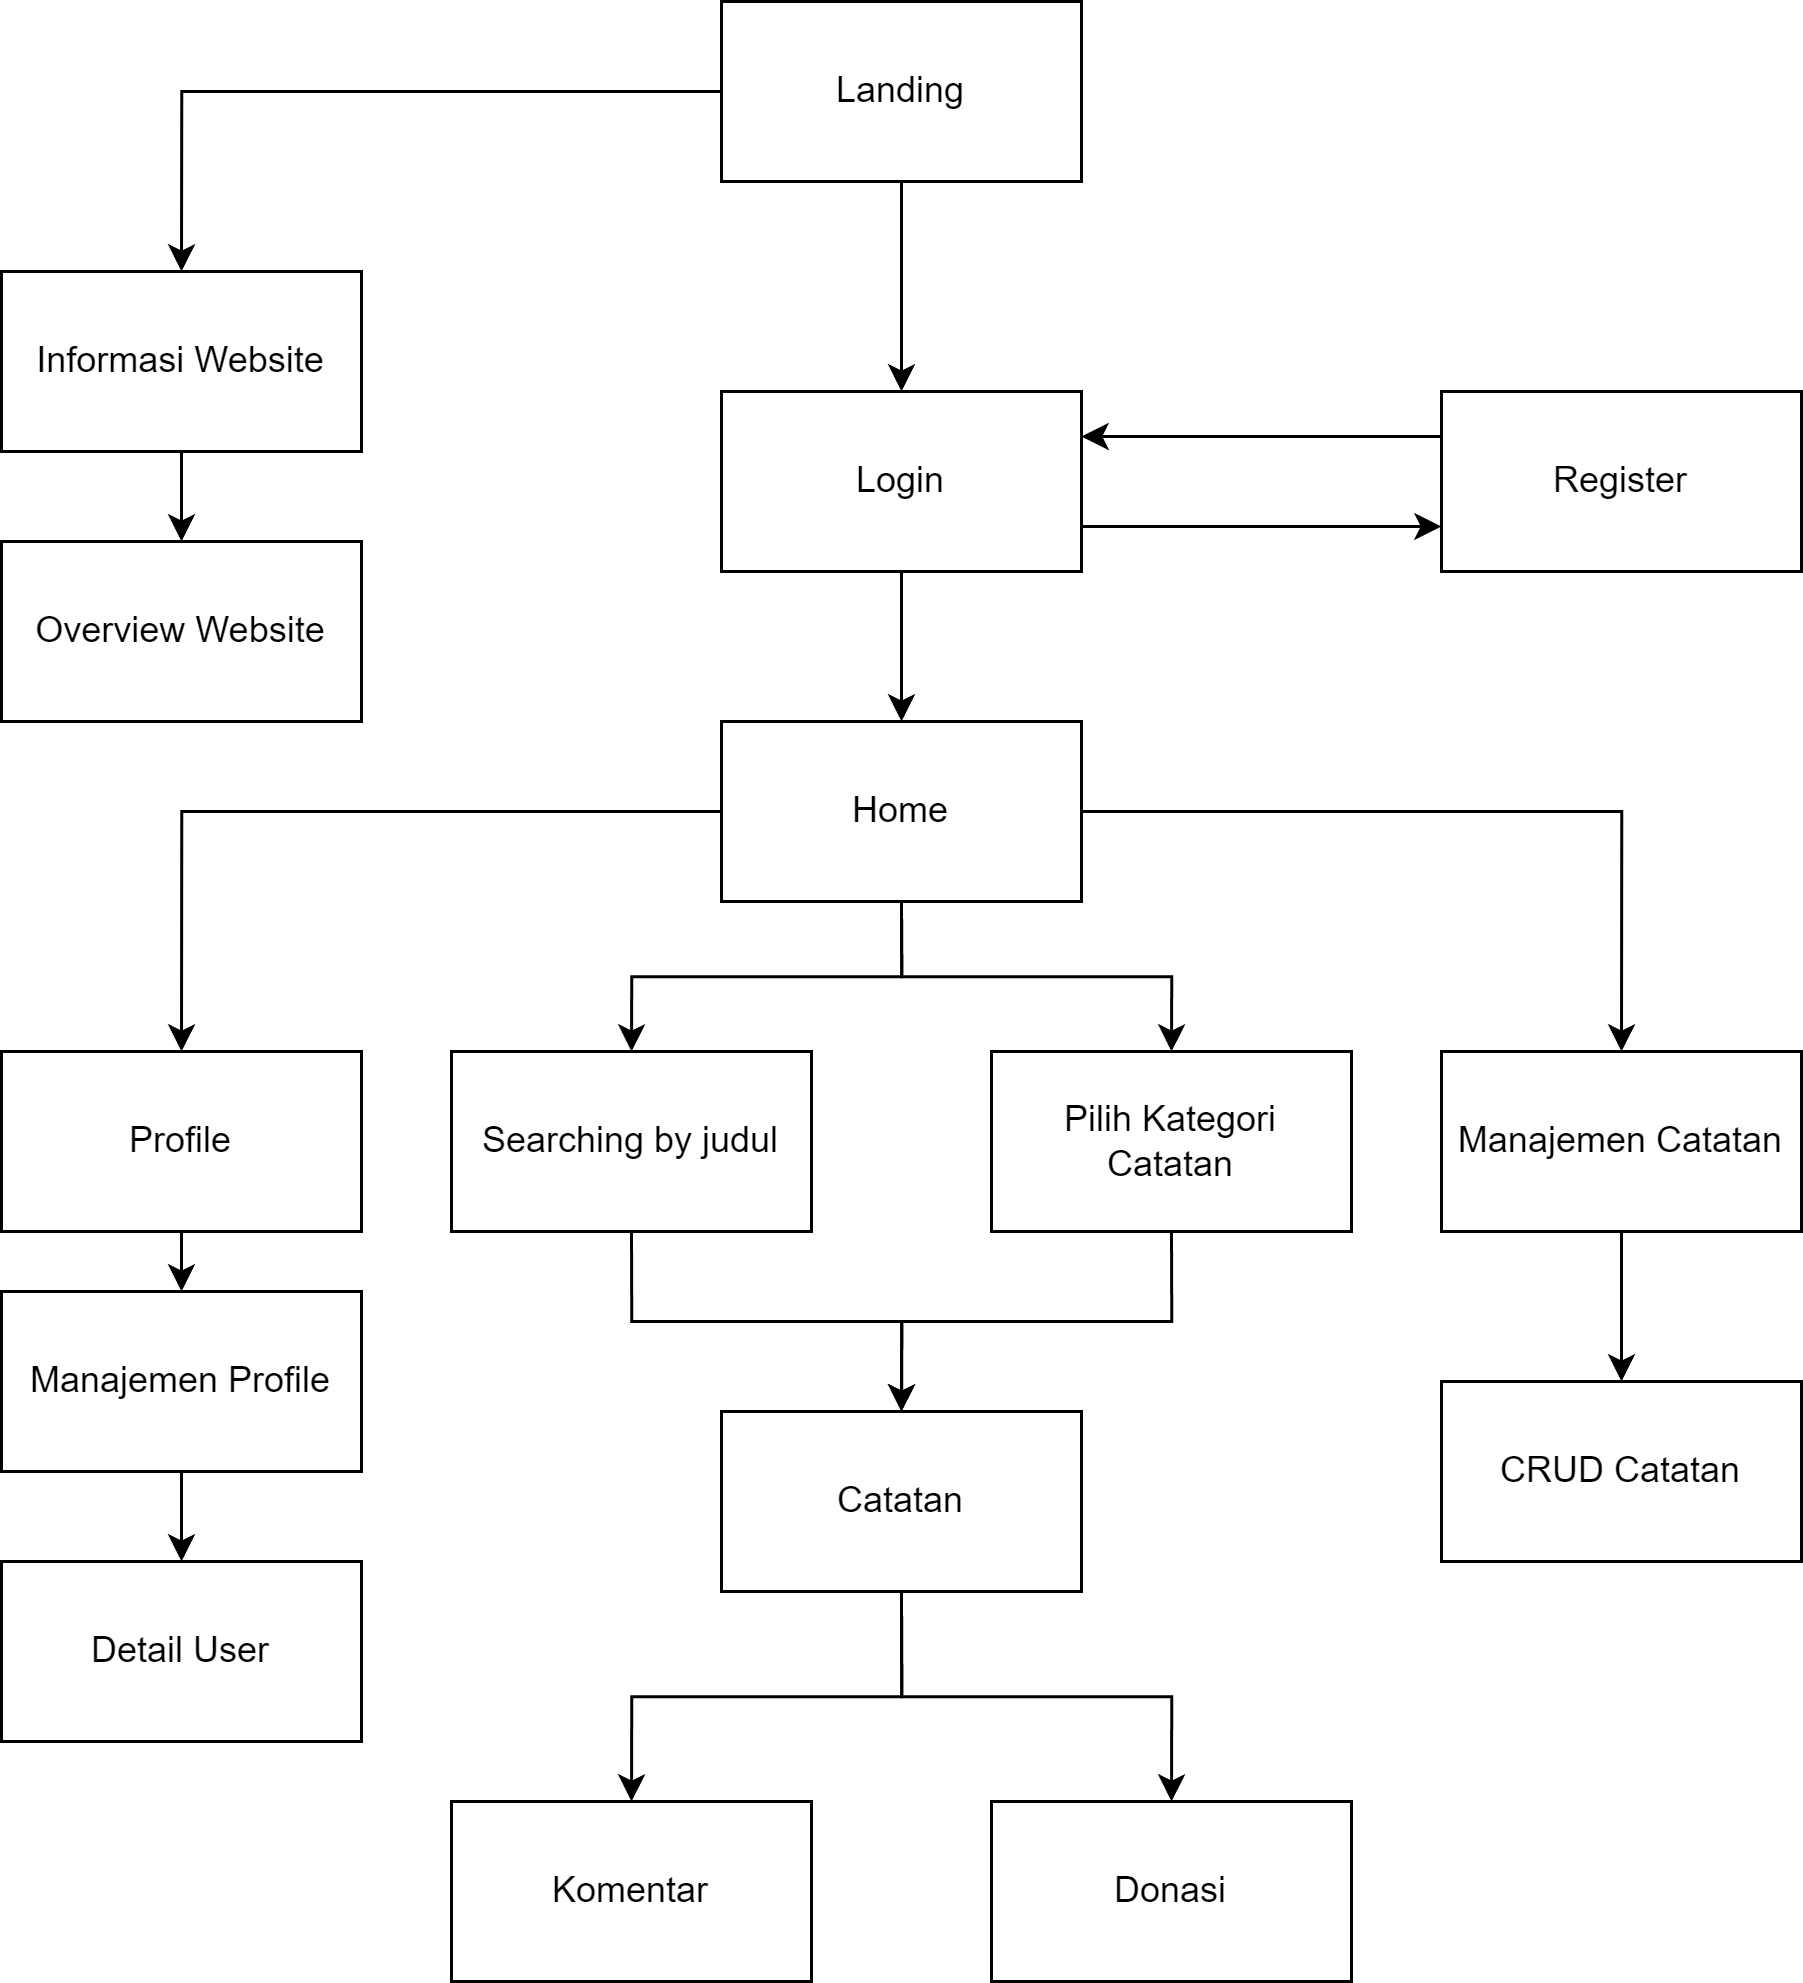 Landing
Informasi Website
Login
Register
Overview Website
Home
Profile
Searching by judul
Pilih Kategori
Catatan
Manajemen Catatan
Manajemen Profile
Catatan
CRUD Catatan
Detail User
Komentar
Donasi